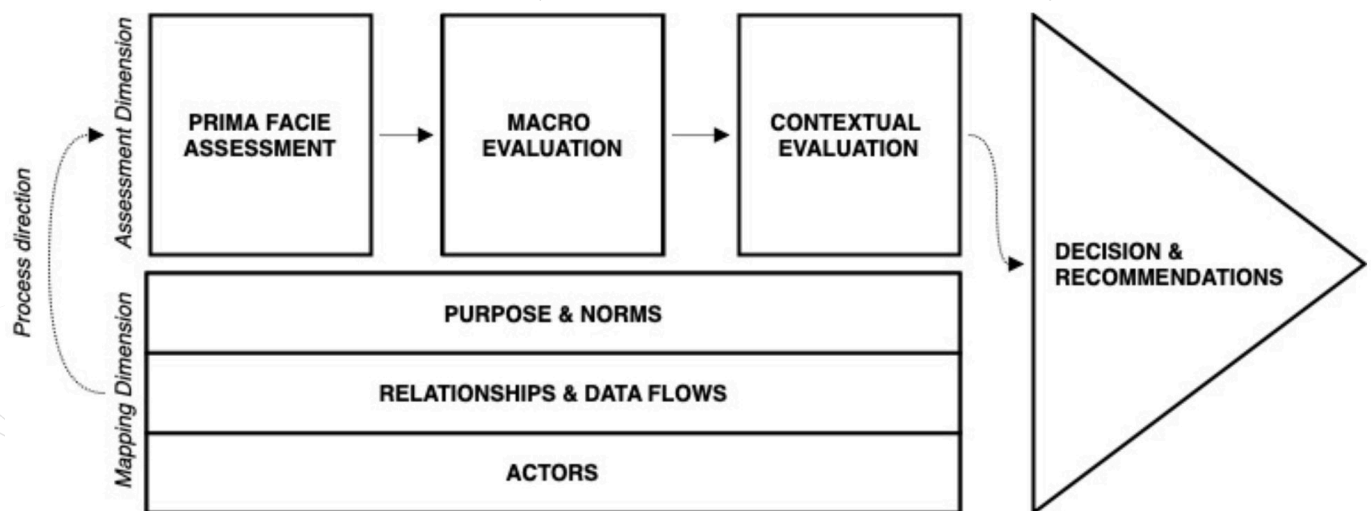 Process direction
Assessment Dimension
PRIMA FACIE
ASSESSMENT
MACRO
EVALUATION
CONTEXTUAL
EVALUATION
DECISION &
RECOMMENDATIONS
Mapping Dimension
PURPOSE & NORMS
RELATIONSHIPS & DATA FLOWS
ACTORS